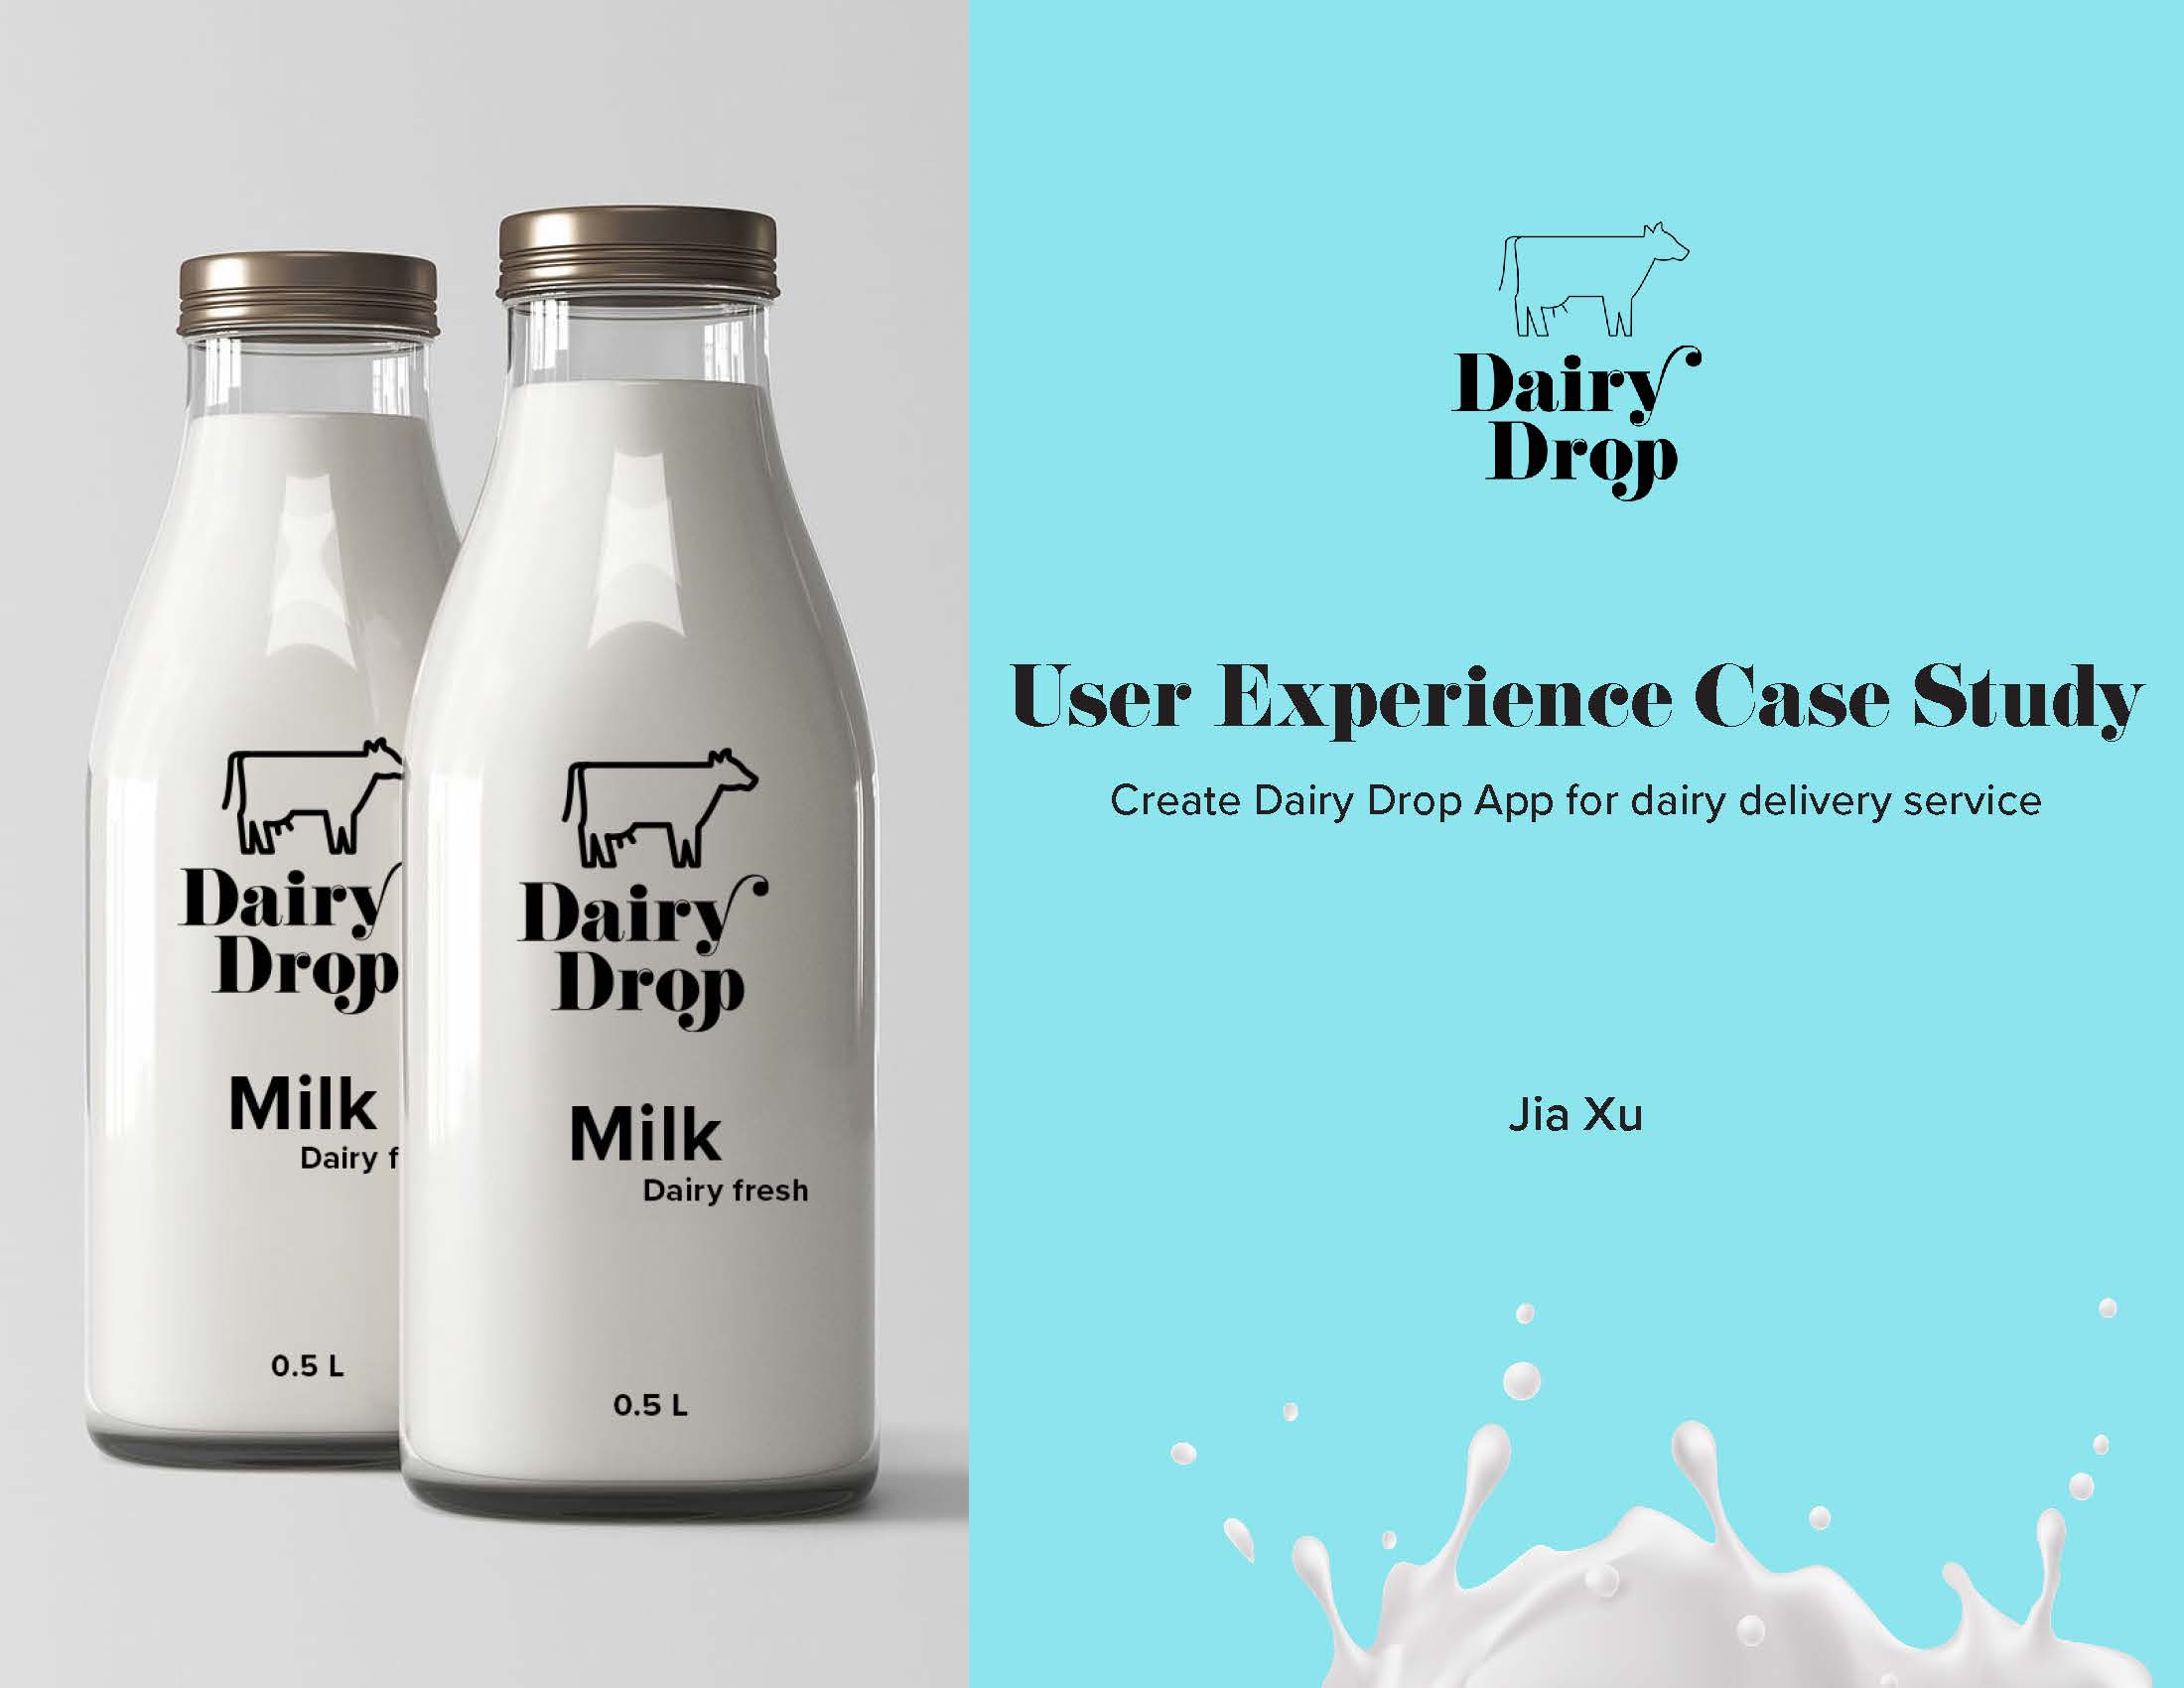 Dairy
Drop
Milk
Dairy f
0.5 L
Dairy
Drop
Milk
Dairy fresh
0.5 L
Dairy
Drop
User Experience Case Study
Create Dairy Drop App for dairy delivery service
Jia Xu